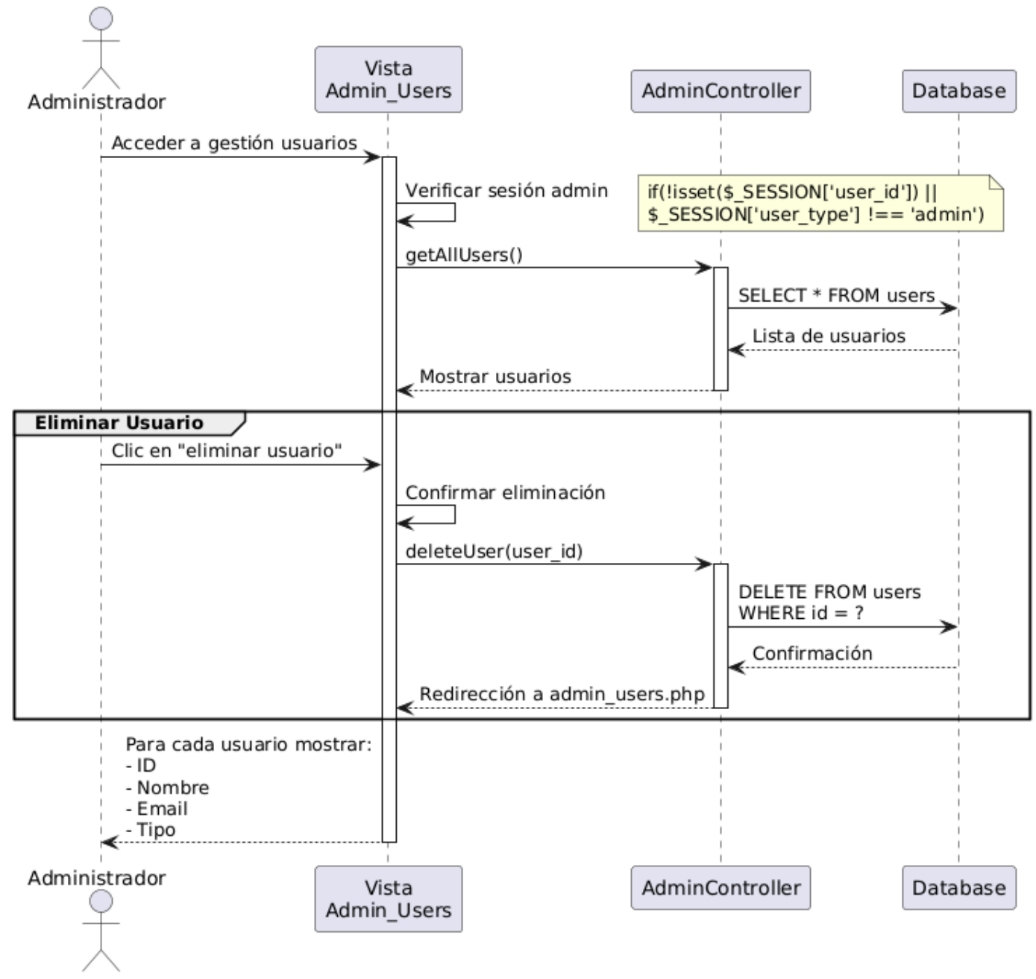 Administrador
Vista
Admin_Users
AdminController
Database
Acceder a gestión usuarios
Verificar sesión admin
if(!isset($_SESSION['user_id']) ||
$_SESSION['user_type'] !== 'admin')
getAllUsers()
SELECT * FROM users
Lista de usuarios
Mostrar usuarios
Eliminar Usuario
Clic en "eliminar usuario"
Confirmar eliminación
deleteUser(user_id)
DELETE FROM users
WHERE id = ?
Confirmación
Redirección a admin_users.php
Para cada usuario mostrar:
- ID
- Nombre
- Email
- Tipo
Administrador
Vista
Admin_Users
AdminController
Database